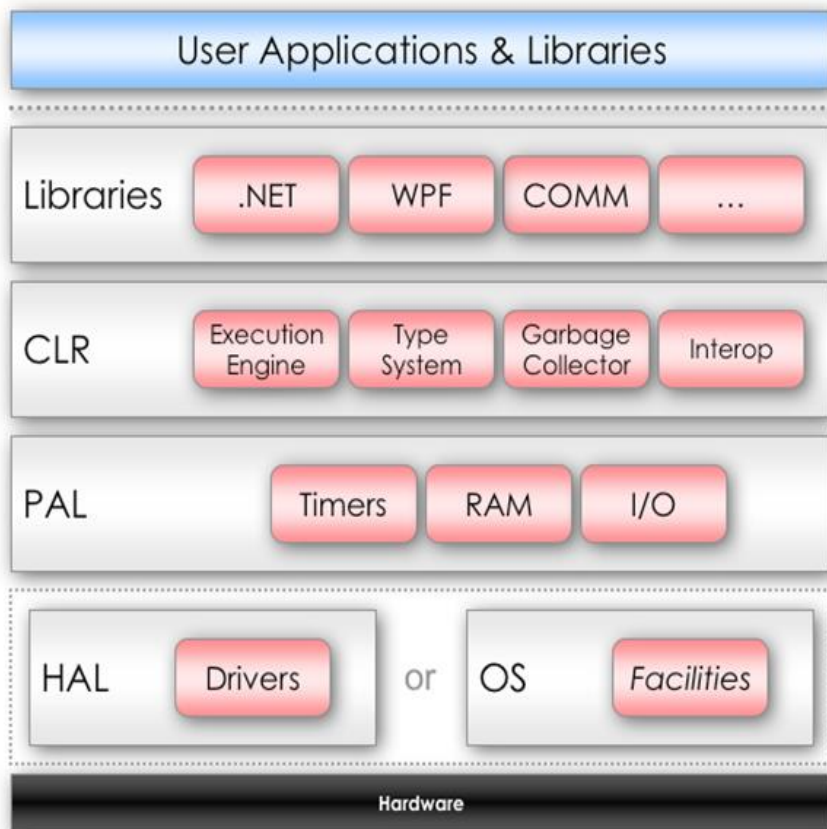 User Applications & Libraries
Libraries
.NET
WPF
COMM
...
CLR
Execution
Engine
Type
System
Garbage
Collector
Interop
PAL
Timers
RAM
I/O
HAL
Drivers
or
OS
Facilities
Hardware